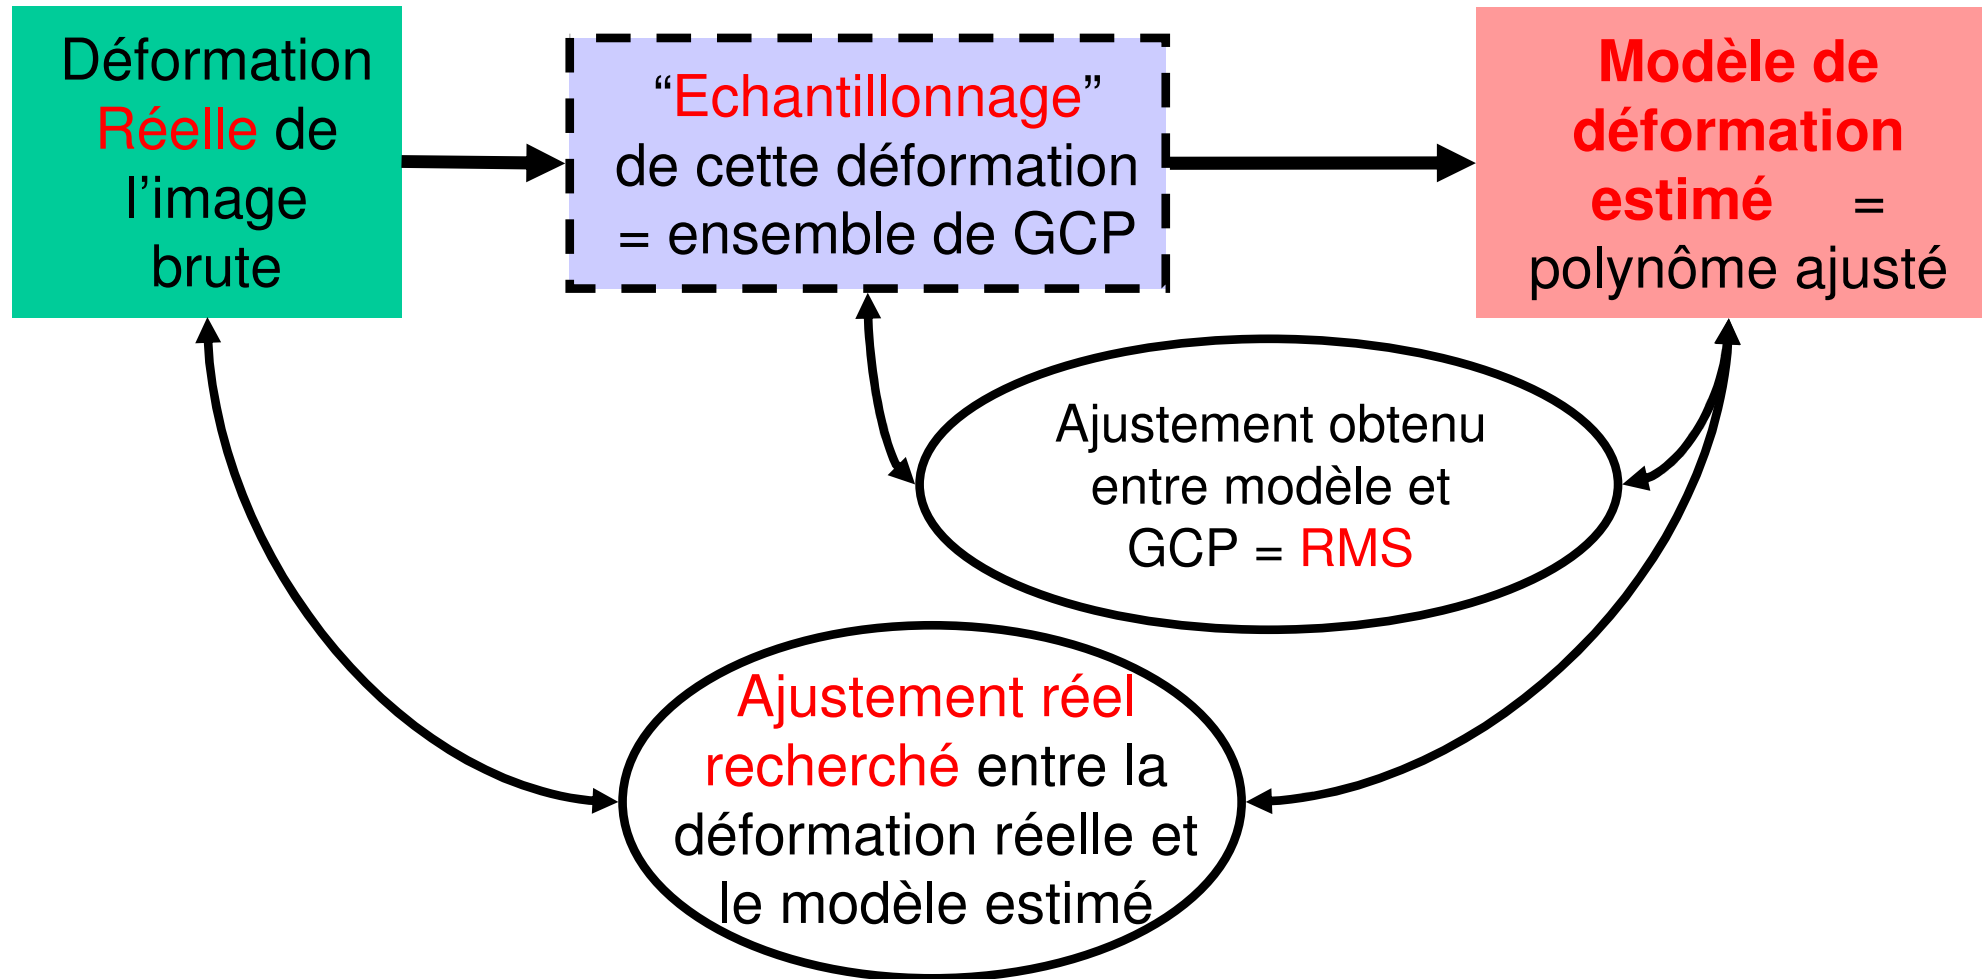 Déformation
Réelle de
l’image
brute
“Echantillonnage”
de cette déformation
= ensemble de GCP
Modèle de
déformation
estimé =
polynôme ajusté
Ajustement obtenu
entre modèle et
GCP = RMS
Ajustement réel
recherché entre la
déformation réelle et
le modèle estimé